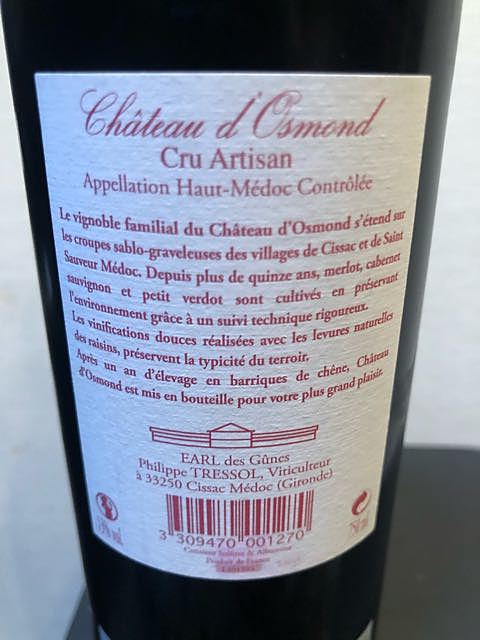 Château d'Osmond
Cru Artisan
Appellation Haut-Médoc Contrôlée
Le vignoble familial du Château d'Osmond s'étend sur
les croupes sablo-graveleuses des villages de Cissac et de Saint
Sauveur Médoc. Depuis plus de quinze ans, merlot, cabernet
sauvignon et petit verdot sont cultivés en préservant
l'environnement grâce à un suivi technique rigoureux.
Les vinifications douces réalisées avec les levures naturelles
des raisins, préservent la typicité du terroir.
Après un an d'élevage en barriques de chêne, Château
d'Osmond est mis en bouteille pour votre plus grand plaisir.
EARL des Gûnes
Philippe TRESSOL, Viticulteur
à 33250 Cissac Médoc (Gironde)
13% vol.
750 ml
3 309470 001270
Contient Sulfites &
Produit de France